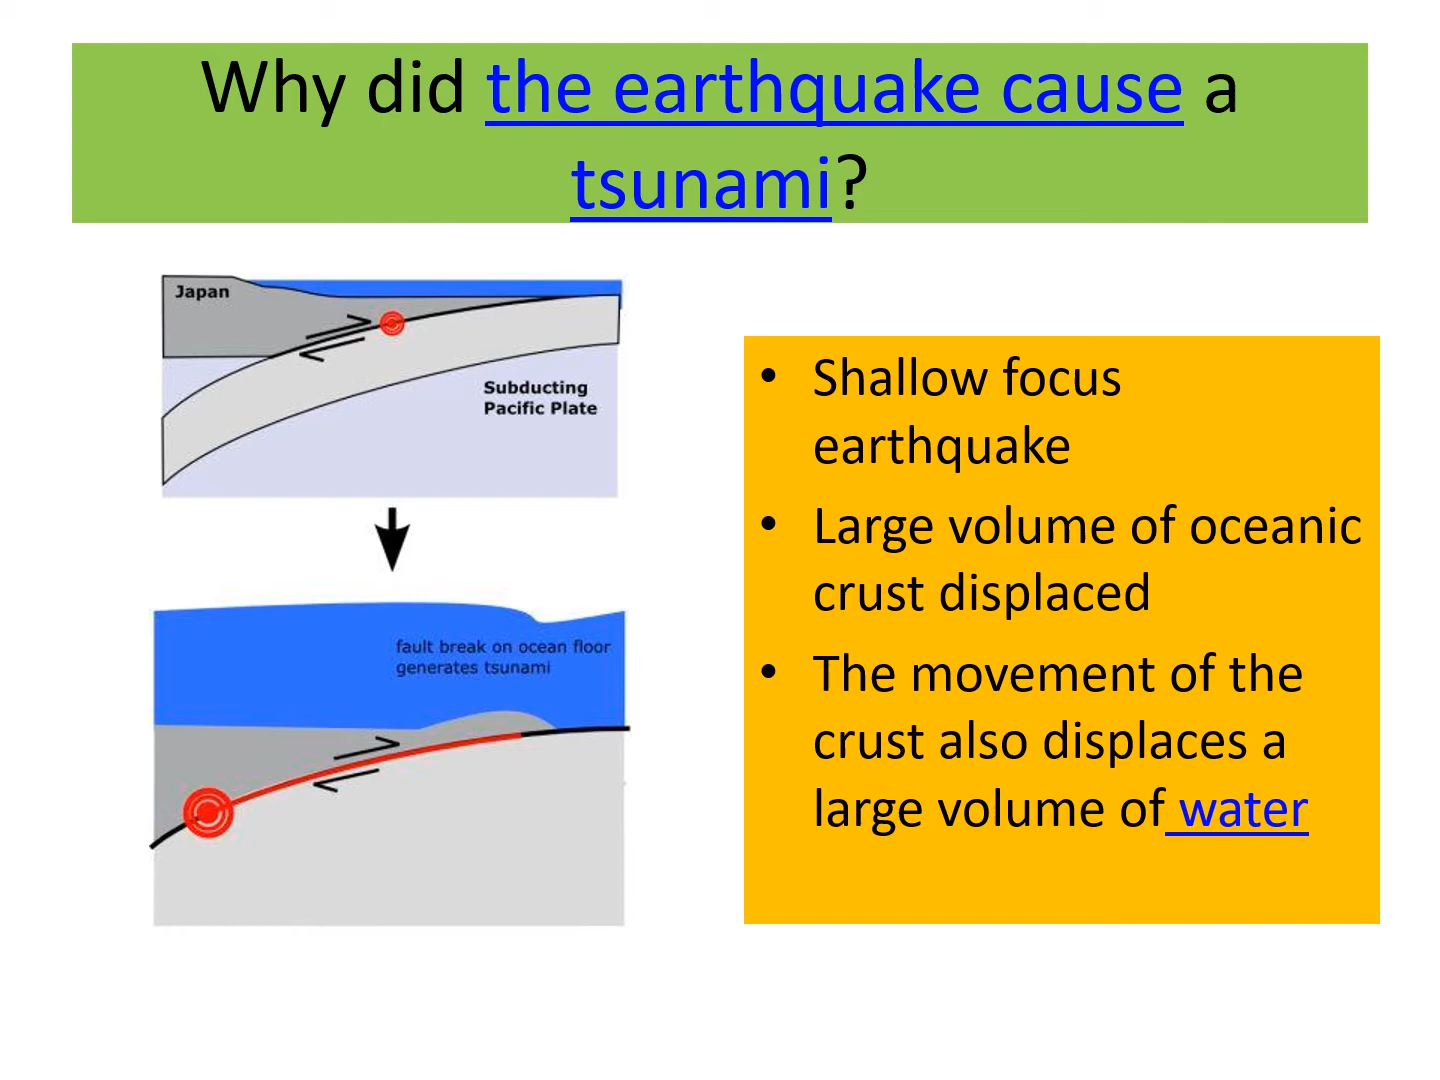 Why did the earthquake cause a
tsunami?
Japan
Subducting
Pacific Plate
fault break on ocean floor
generates tsunami
• Shallow focus
earthquake
• Large volume of oceanic
crust displaced
• The movement of the
crust also displaces a
large volume of water